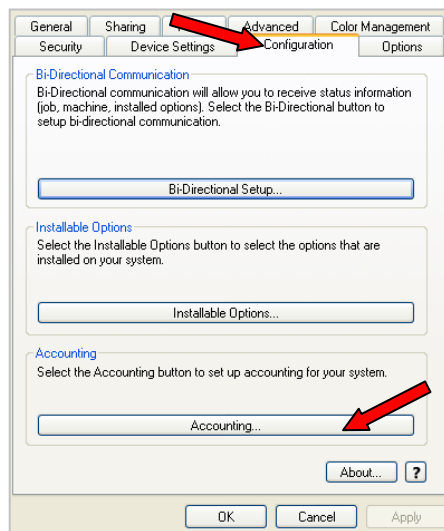 General
Sharing
Advanced
Color Management
Security
Device Settings
Configuration
Options
Bi-Directional Communication
Bi-Directional communication will allow you to receive status information
(job, machine, installed options). Select the Bi-Directional button to
setup bi-directional communication.
Bi-Directional Setup...
Installable Options
Select the Installable Options button to select the options that are
installed on your system.
Installable Options...
Accounting
Select the Accounting button to set up accounting for your system.
Accounting...
About...
?
OK
Cancel
Apply